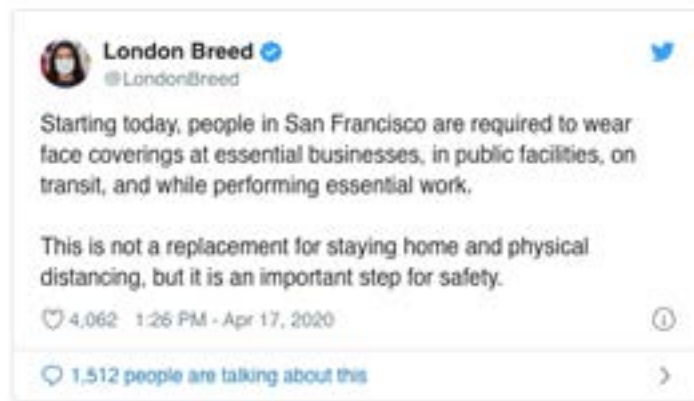 London Breed
@LondonBreed
Starting today, people in San Francisco are required to wear
face coverings at essential businesses, in public facilities, on
transit, and while performing essential work.
This is not a replacement for staying home and physical
distancing, but it is an important step for safety.
4,062 1:26 PM - Apr 17, 2020
1,512 people are talking about this